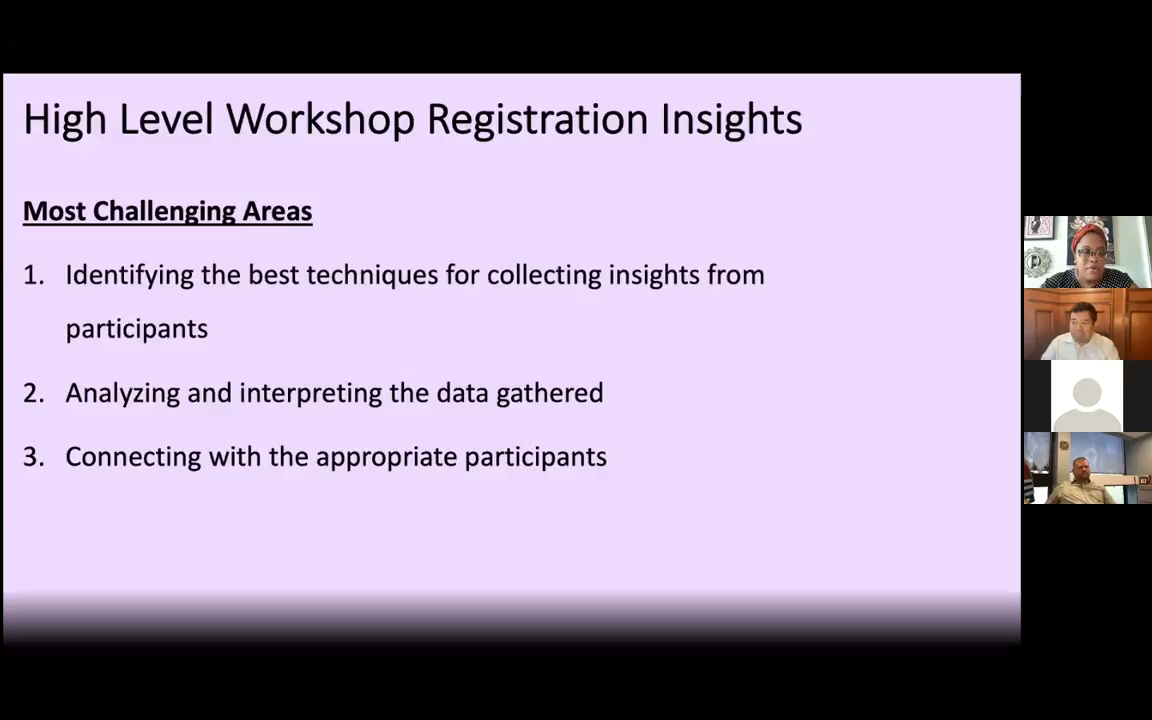 High Level Workshop Registration Insights
Most Challenging Areas
1. Identifying the best techniques for collecting insights from
participants
2. Analyzing and interpreting the data gathered
3. Connecting with the appropriate participants